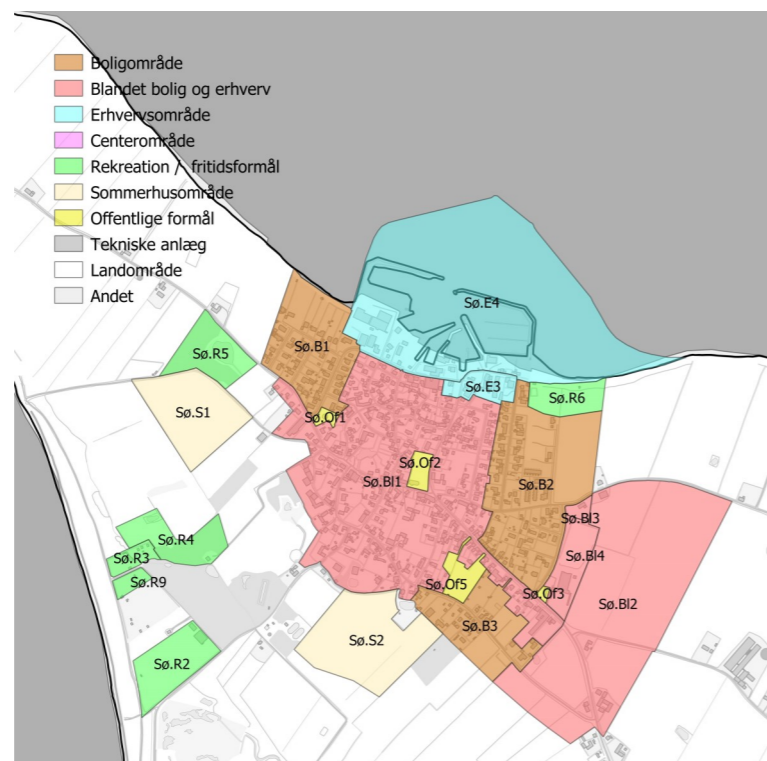 Boligområde
Blandet bolig og erhverv
Erhvervsområde
Centerområde
Rekreation / fritidsformål
Sommerhusområde
Offentlige formål
Tekniske anlæg
Landområde
Andet
Sø.E4
Sø.B1
Sø.R5
Sø.E3
Sø.R6
Sø.S1
Sø.Of1
Sø.Of2
Sø.Bl1
Sø.B2
Sø.Bl3
Sø.R4
Sø.R3
Sø.Bl4
Sø.R9
Sø.Of5
Sø.Of3
Sø.Bl2
Sø.B3
Sø.S2
Sø.R2